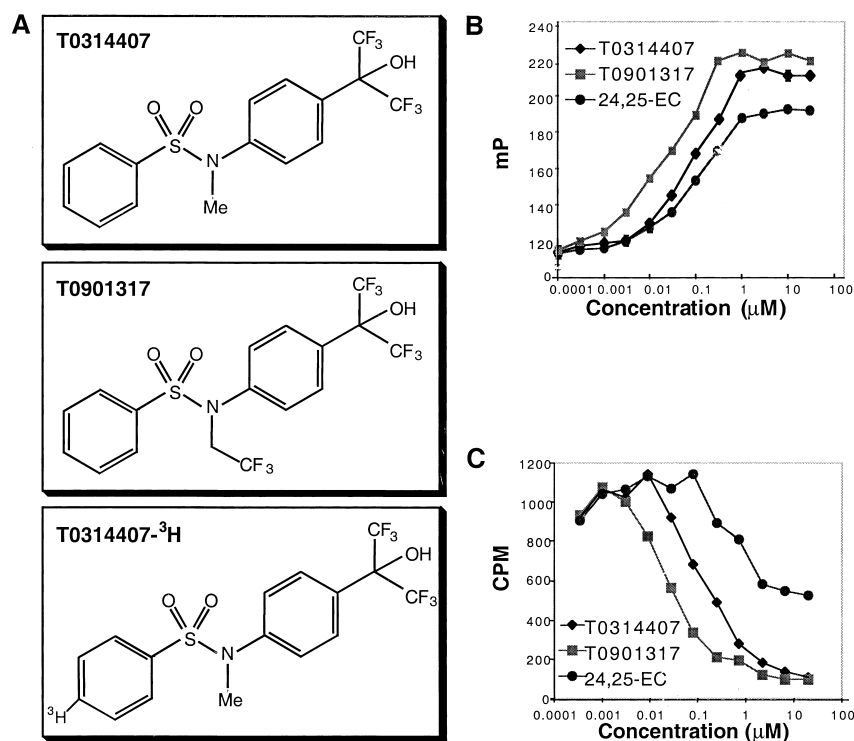 A
T0314407
CF₃
OH
CF₃
O
O
S
N
Me
T0901317
CF₃
OH
CF₃
O
O
S
N
CF₃
T0314407-³H
CF₃
OH
CF₃
O
O
S
N
³H
Me
B
240
220
200
180
160
140
120
0
mP
T0314407
T0901317
24,25-EC
0.0001 0.001 0.01 0.1 1 10 100
Concentration (μM)
C
1200
1000
800
600
400
200
0
CPM
T0314407
T0901317
24,25-EC
0.0001 0.001 0.01 0.1 1 10 100
Concentration (μM)